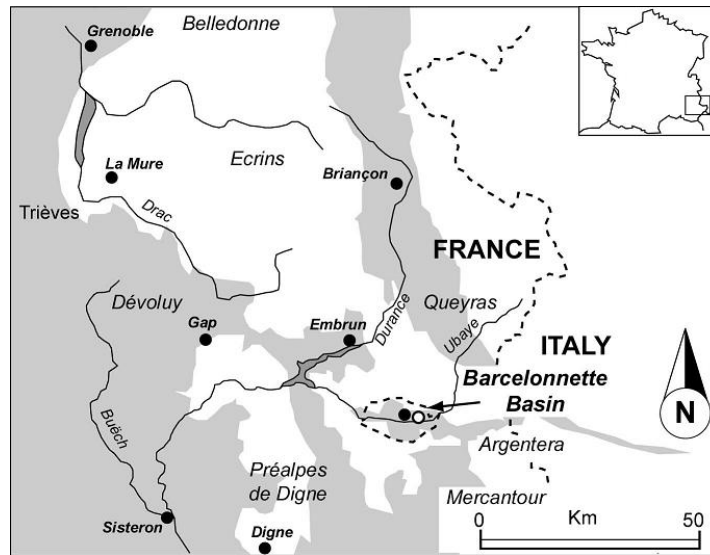 Belledonne
Grenoble
La Mure
Ecrins
Briançon
Trièves
Drac
FRANCE
Dévoluy
Gap
Embrun
Durance
Queyras
Ubaye
ITALY
Barcelonnette
Basin
N
Buëch
Argentera
Préalpes
de Digne
Mercantour
Sisteron
Digne
0
Km
50